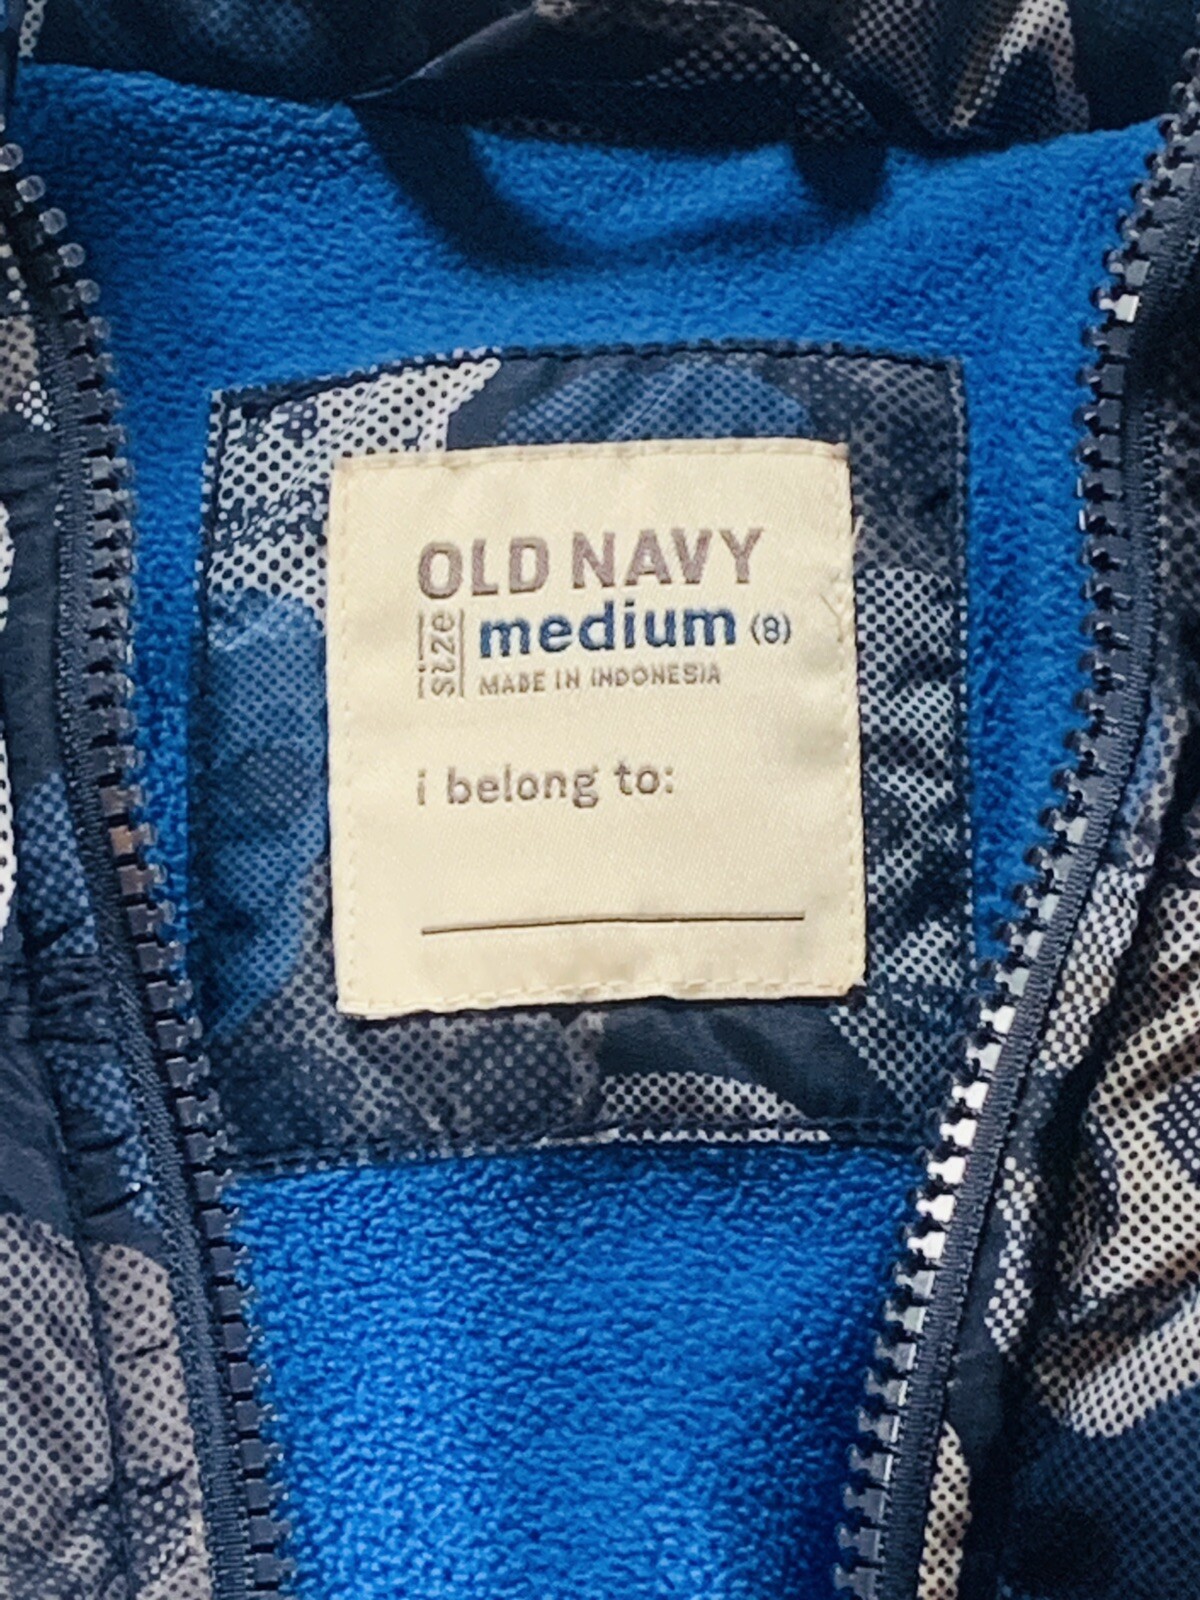 OLD NAVY
size medium (8)
MADE IN INDONESIA
i belong to: